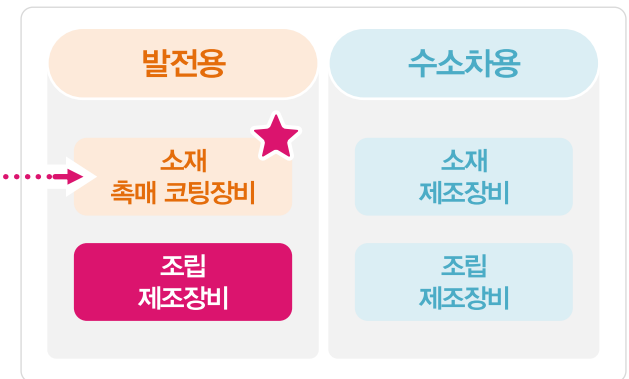 발전용
소재
촉매 코팅장비
조립
제조장비
수소차용
소재
제조장비
조립
제조장비